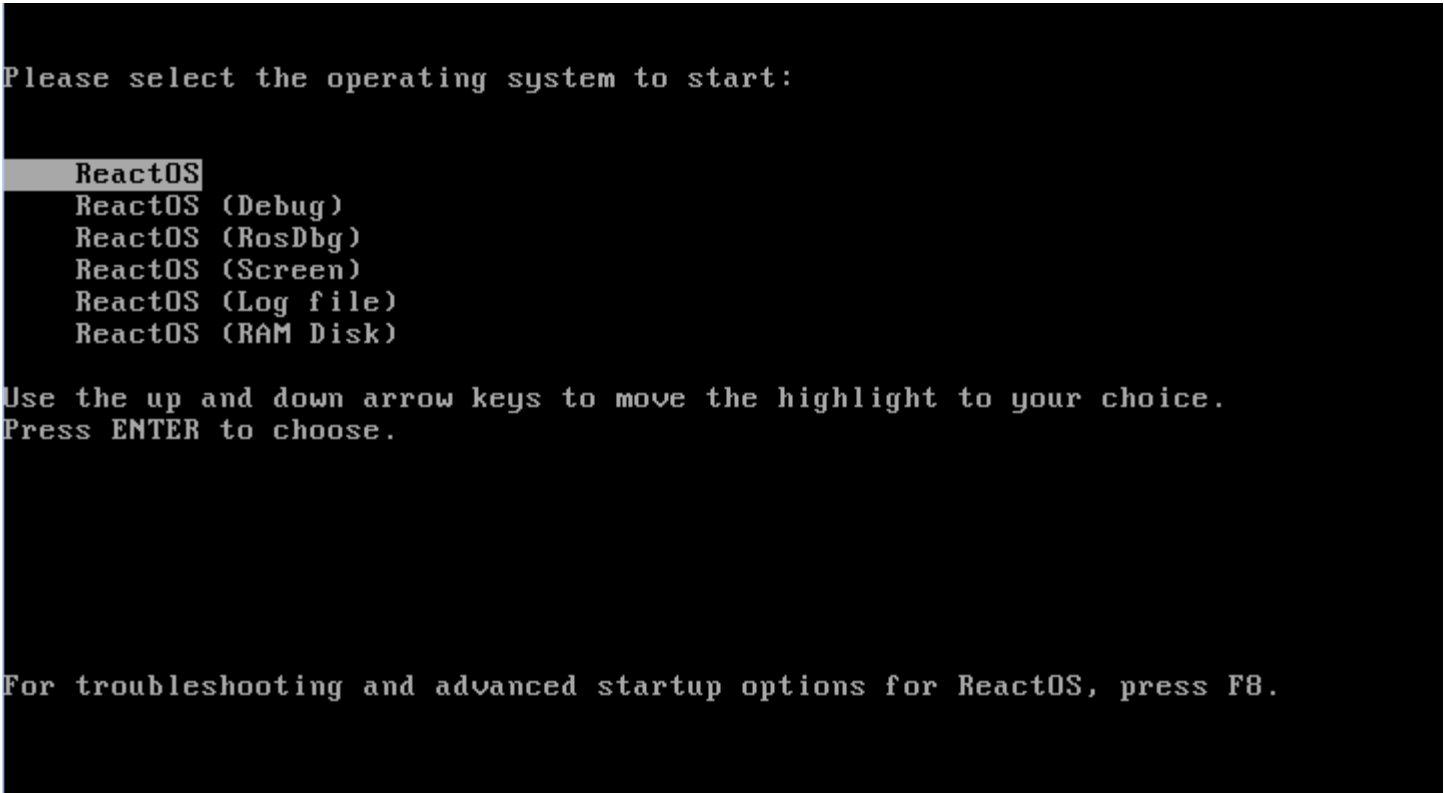 Please select the operating system to start:
ReactOS
ReactOS (Debug)
ReactOS (RosDbg)
ReactOS (Screen)
ReactOS (Log file)
ReactOS (RAM Disk)
Use the up and down arrow keys to move the highlight to your choice.
Press ENTER to choose.
For troubleshooting and advanced startup options for ReactOS, press F8.